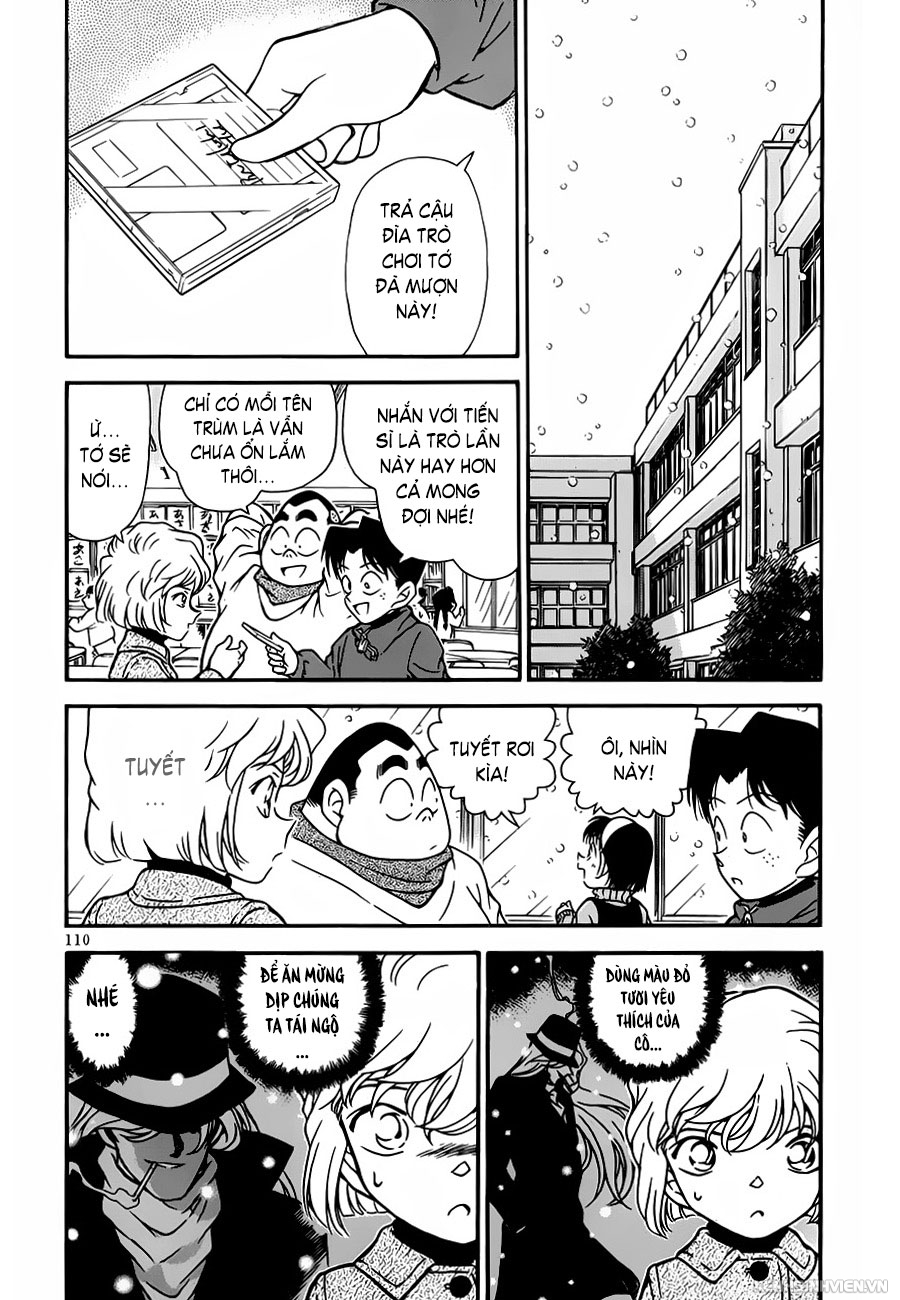 TRẢ CẬU
ĐĨA TRÒ
CHƠI TỚ
ĐÃ MƯỢN
NÀY!
NHẮN VỚI TIẾN
SĨ LÀ TRÒ LẦN
NÀY HAY HƠN
CẢ MONG
ĐỢI NHÉ!
CHỈ CÓ MỖI TÊN
TRÙM LÀ VẪN
CHƯA ỔN LẮM
THÔI...
Ừ...
TỚ SẼ
NÓI...
ÔI, NHÌN
NÀY!
TUYẾT RƠI
KÌA!
TUYẾT
...
110
DÙNG MÀU ĐỎ
TƯƠI YÊU
THÍCH CỦA
CÔ...
ĐỂ ĂN MỪNG
DỊP CHÚNG
TA TÁI NGỘ
...
NHÉ
...